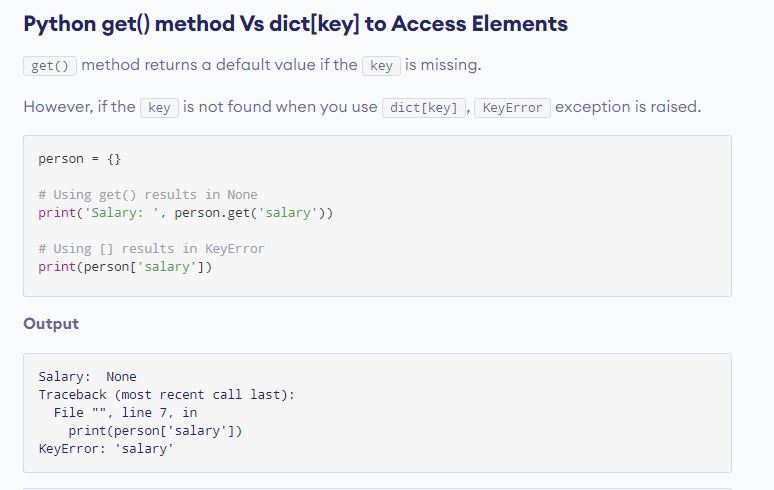 Python get() method Vs dict[key] to Access Elements
get() method returns a default value if the key is missing.
However, if the key is not found when you use dict[key], KeyError exception is raised.
person = {}
# Using get() results in None
print('Salary: ', person.get('salary'))
# Using [] results in KeyError
print(person['salary'])
Output
Salary:  None
Traceback (most recent call last):
  File "", line 7, in
    print(person['salary'])
KeyError: 'salary'